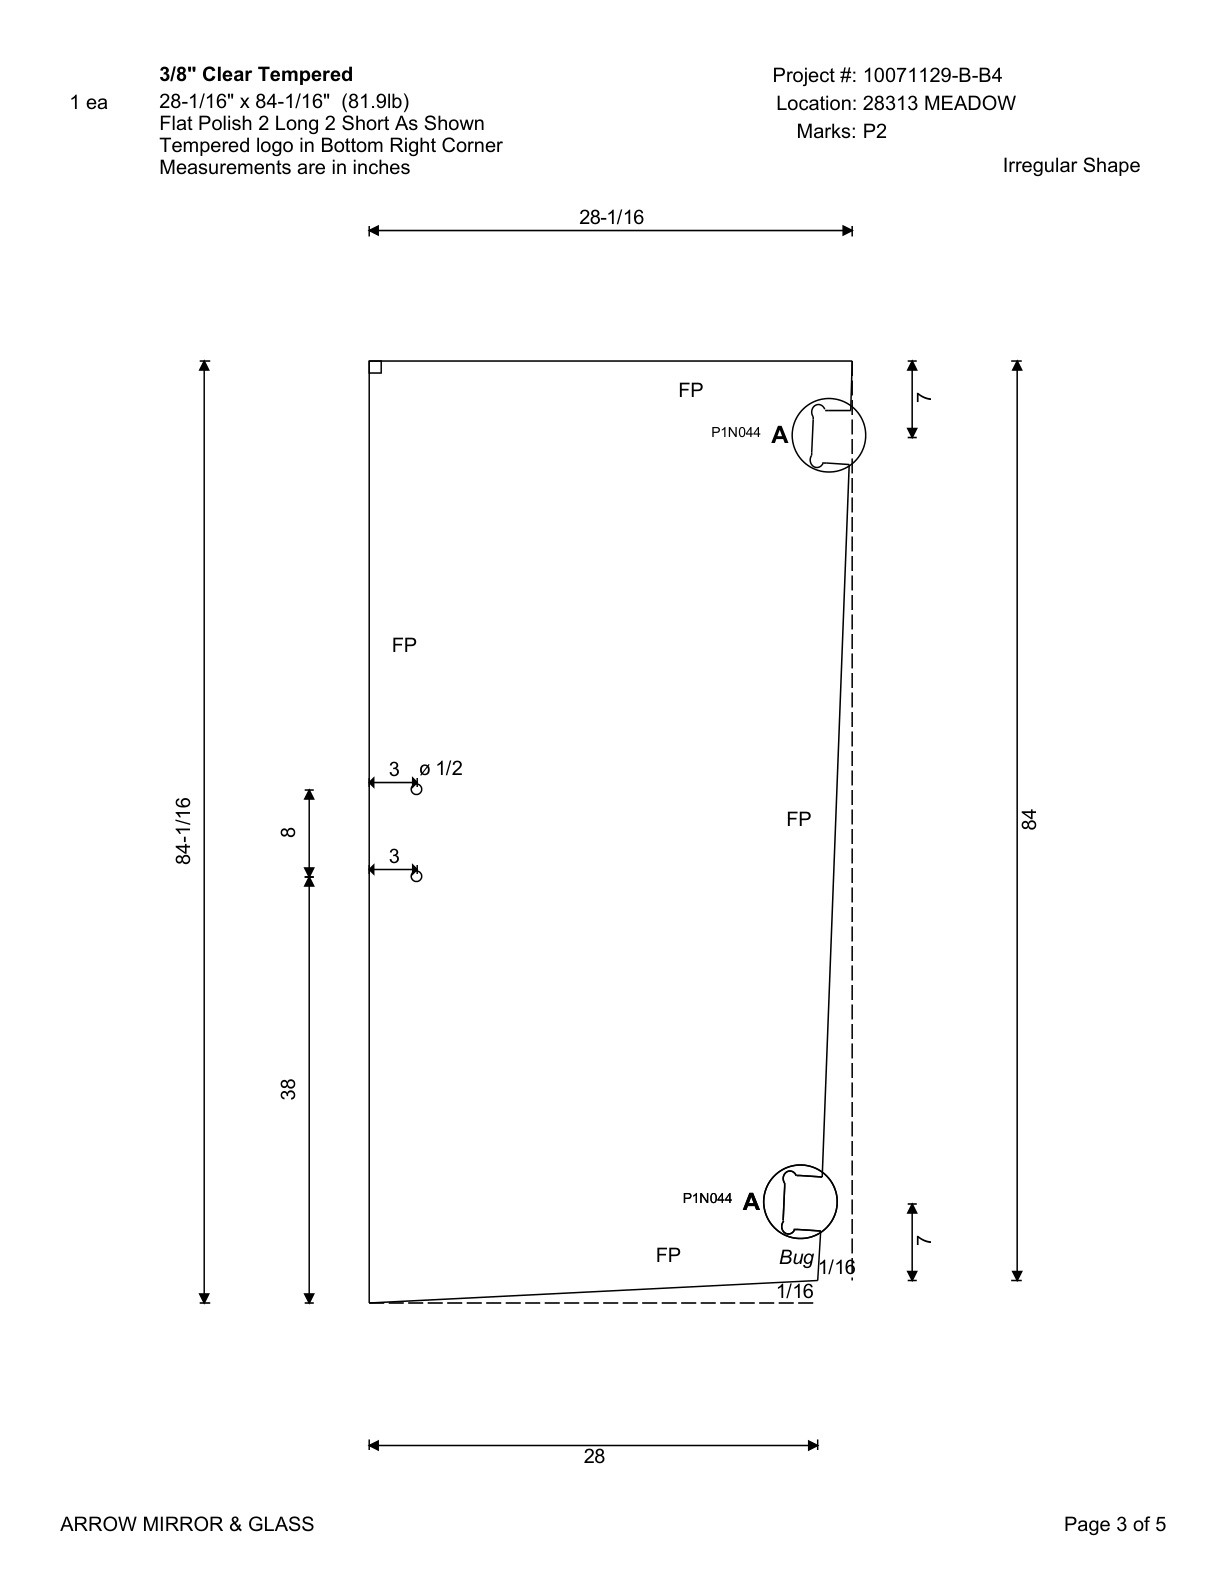 3/8" Clear Tempered
1 ea
28-1/16" x 84-1/16" (81.9lb)
Flat Polish 2 Long 2 Short As Shown
Tempered logo in Bottom Right Corner
Measurements are in inches
Project #: 10071129-B-B4
Location: 28313 MEADOW
Marks: P2
Irregular Shape
28-1/16
FP
7
P1N044 A
FP
3 ø 1/2
84-1/16
8
FP
84
3
38
P1N044 A
7
FP
Bug
1/16
1/16
28
ARROW MIRROR & GLASS
Page 3 of 5